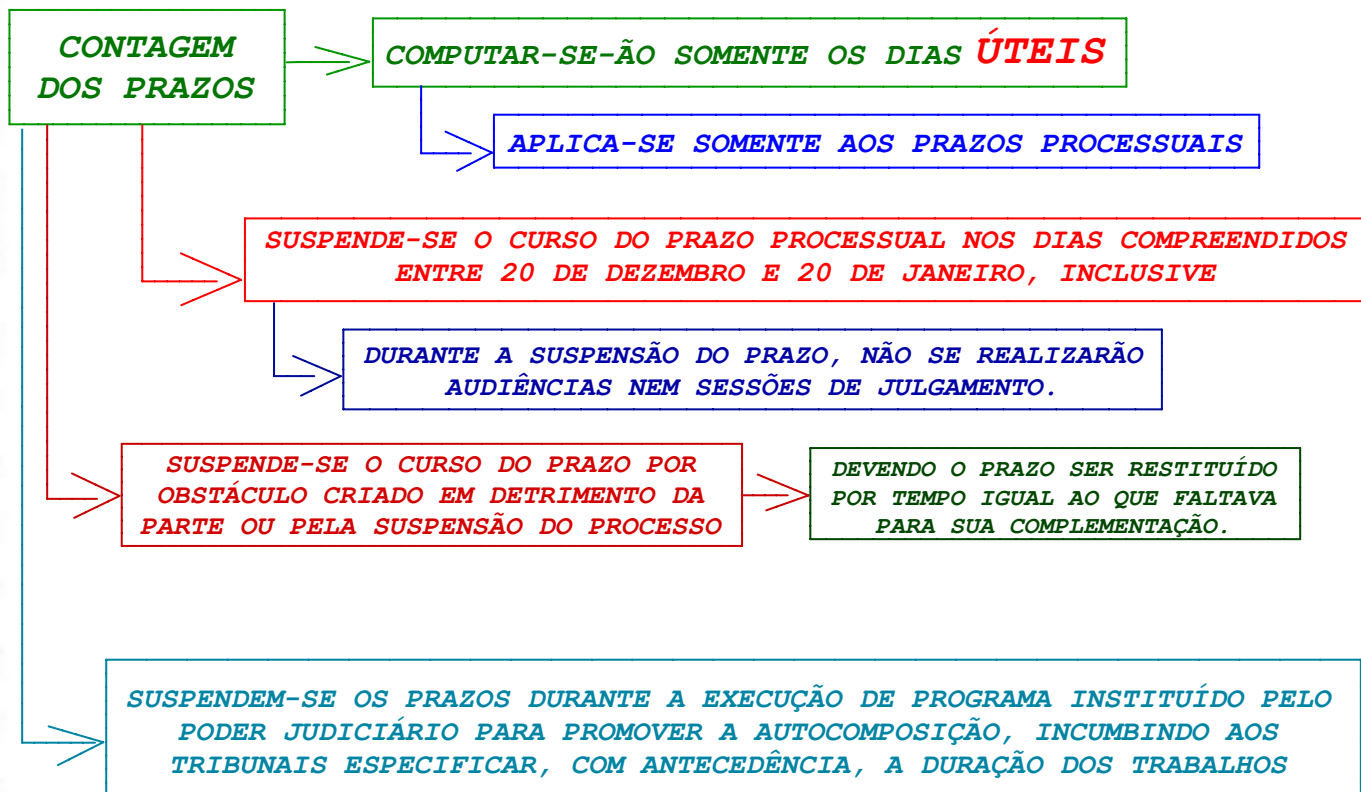 CONTAGEM
DOS PRAZOS
COMPUTAR-SE-ÃO SOMENTE OS DIAS ÚTEIS
APLICA-SE SOMENTE AOS PRAZOS PROCESSUAIS
SUSPENDE-SE O CURSO DO PRAZO PROCESSUAL NOS DIAS COMPREENDIDOS
ENTRE 20 DE DEZEMBRO E 20 DE JANEIRO, INCLUSIVE
DURANTE A SUSPENSÃO DO PRAZO, NÃO SE REALIZARÃO
AUDIÊNCIAS NEM SESSÕES DE JULGAMENTO.
SUSPENDE-SE O CURSO DO PRAZO POR
OBSTÁCULO CRIADO EM DETRIMENTO DA
PARTE OU PELA SUSPENSÃO DO PROCESSO
DEVENDO O PRAZO SER RESTITUÍDO
POR TEMPO IGUAL AO QUE FALTAVA
PARA SUA COMPLEMENTAÇÃO.
SUSPENDEM-SE OS PRAZOS DURANTE A EXECUÇÃO DE PROGRAMA INSTITUÍDO PELO
PODER JUDICIÁRIO PARA PROMOVER A AUTOCOMPOSIÇÃO, INCUMBINDO AOS
TRIBUNAIS ESPECIFICAR, COM ANTECEDÊNCIA, A DURAÇÃO DOS TRABALHOS